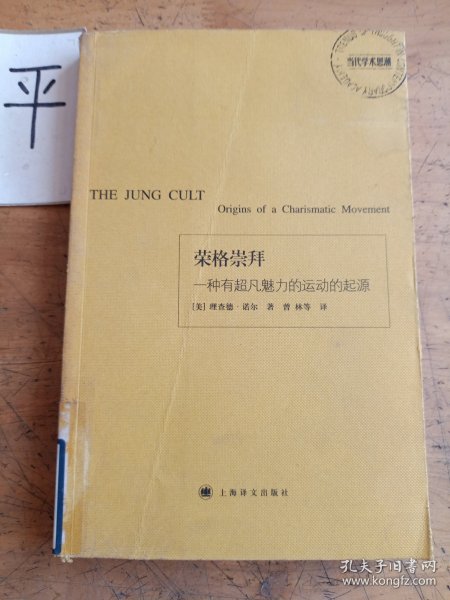 平
当代学术思潮
THE JUNG CULT
Origins of a Charismatic Movement
荣格崇拜
一种有超凡魅力的运动的起源
[美] 理查德·诺尔 著 曾 林等 译
上海译文出版社
孔夫子旧书网
www.kongfz.com